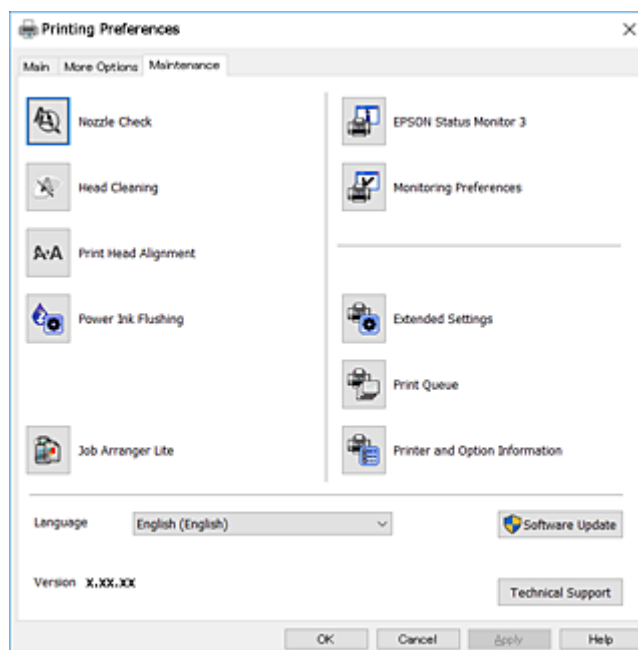 Printing Preferences
Main More Options Maintenance
Nozzle Check
Head Cleaning
A·A Print Head Alignment
Power Ink Flushing
Job Arranger Lite
EPSON Status Monitor 3
Monitoring Preferences
Extended Settings
Print Queue
Printer and Option Information
Language English (English) Software Update
Version X.XX.XX Technical Support
OK Cancel Apply Help